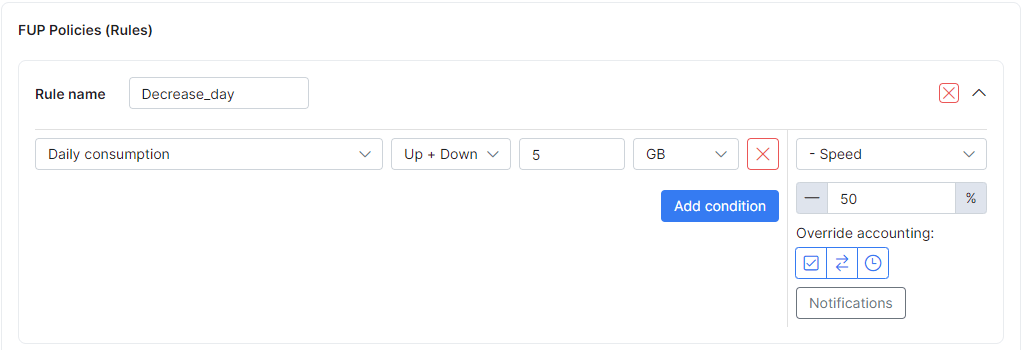 FUP Policies (Rules)
Rule name Decrease_day
Daily consumption Up + Down 5 GB - Speed
Add condition — 50 %
Override accounting:
Notifications